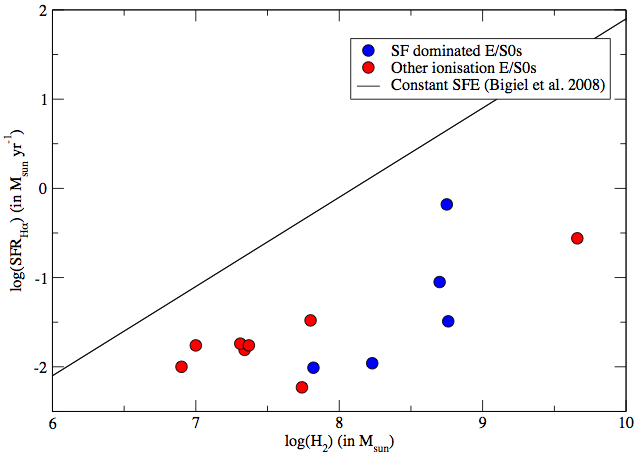 2
1
0
-1
-2
log(SFR_Hα) (in M_sun yr^-1)
SF dominated E/S0s
Other ionisation E/S0s
Constant SFE (Bigiel et al. 2008)
6 7 8 9 10
log(H_2) (in M_sun)